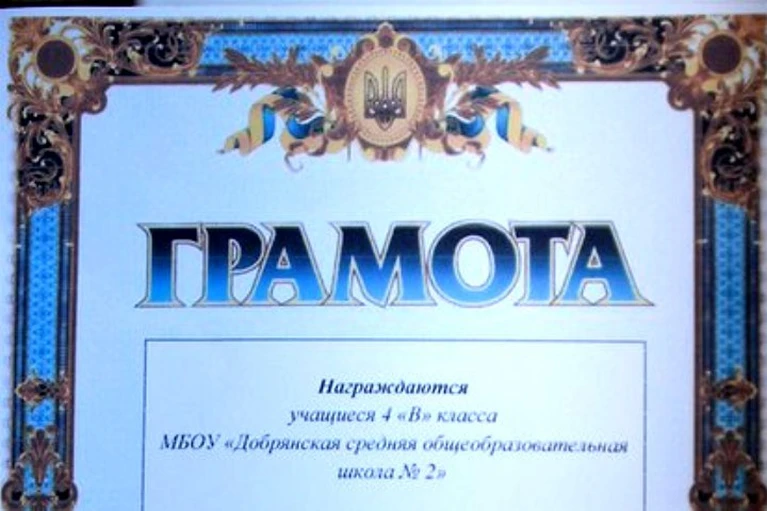 ГРАМОТА
Награждаются
учащиеся 4 «В» класса
МБОУ «Добрянская средняя общеобразовательная
школа № 2»